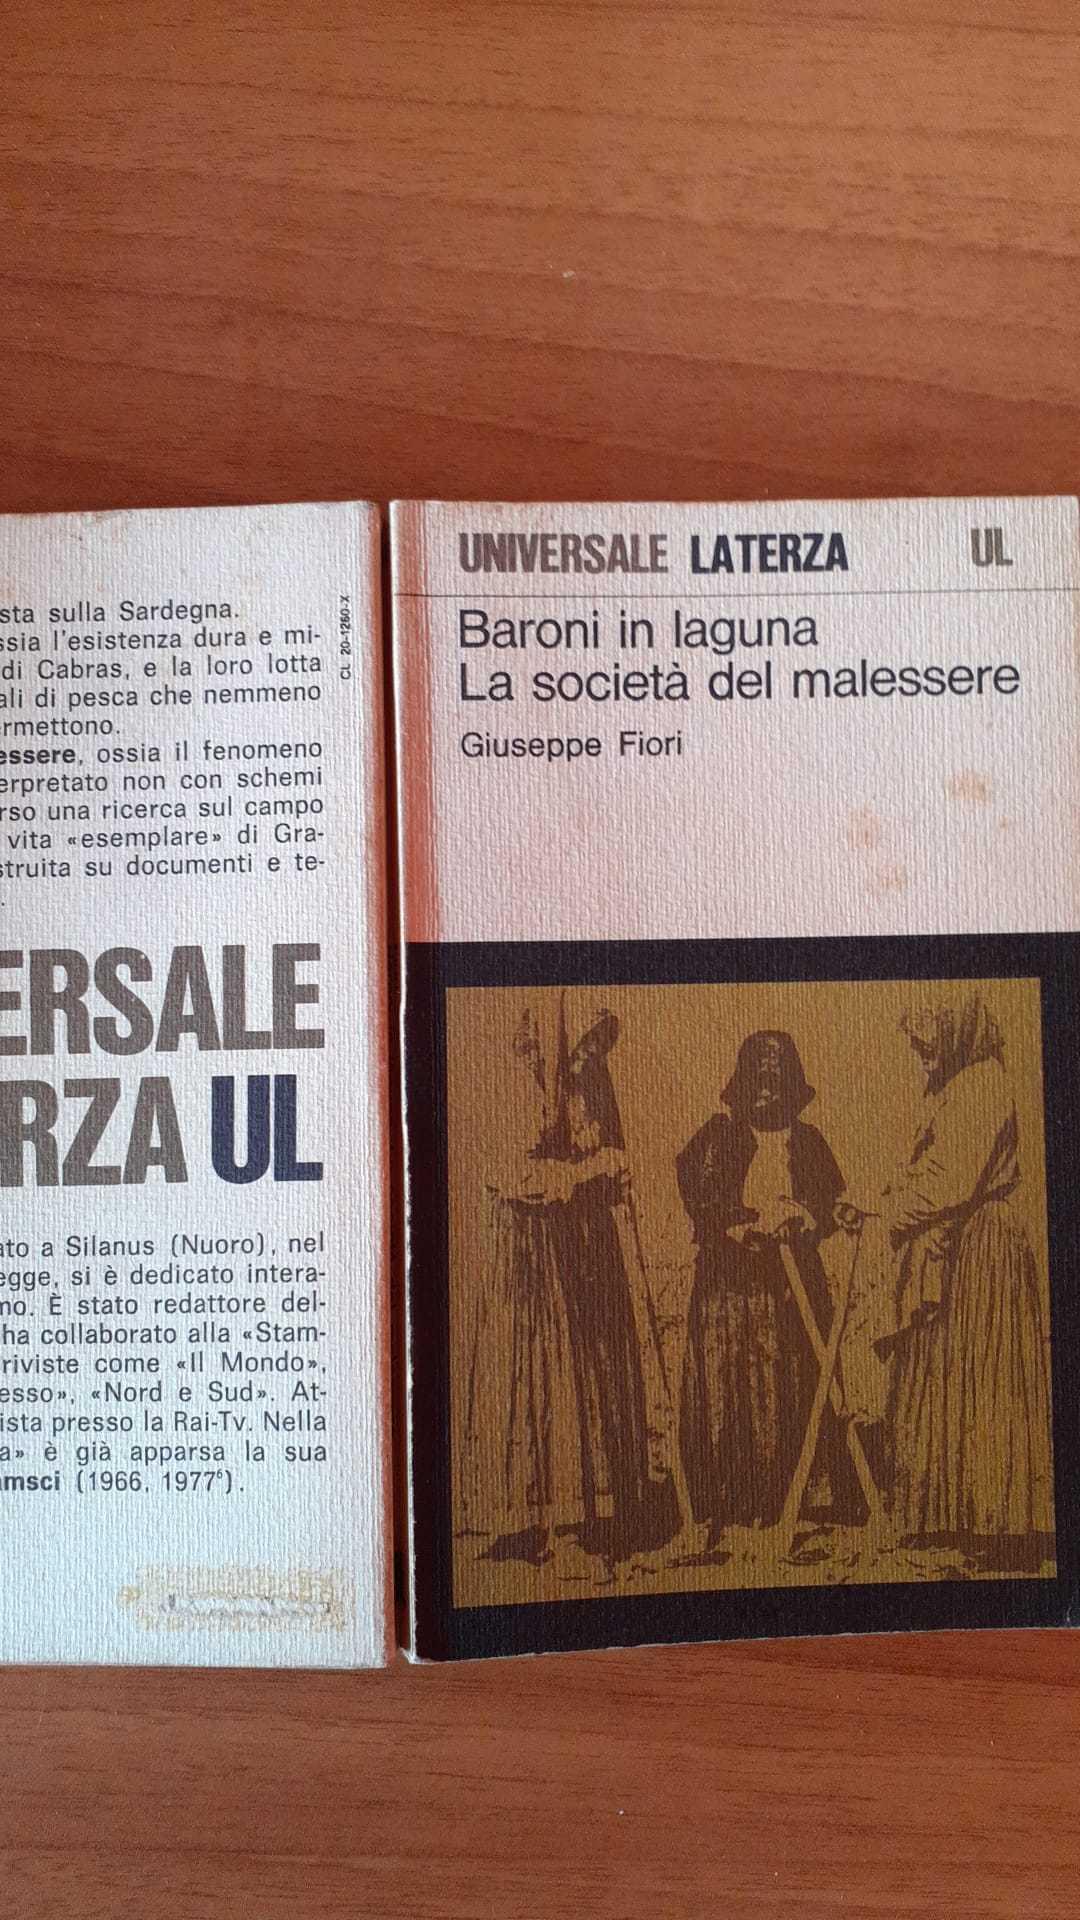 sta sulla Sardegna.
ssia l'esistenza dura e mi-
di Cabras, e la loro lotta
ali di pesca che nemmeno
rmettono.
essere, ossia il fenomeno
erpretato non con schemi
rso una ricerca sul campo
vita «esemplare» di Gra-
struita su documenti e te-
.
CL 20-1260-X
ERSALE
RZA UL
ato a Silanus (Nuoro), nel
egge, si è dedicato intera-
mo. È stato redattore del-
ha collaborato alla «Stam-
riviste come «Il Mondo»,
esso», «Nord e Sud». At-
ista presso la Rai-Tv. Nella
a» è già apparsa la sua
amsci (1966, 1977⁶).
UNIVERSALE LATERZA UL
Baroni in laguna
La società del malessere
Giuseppe Fiori